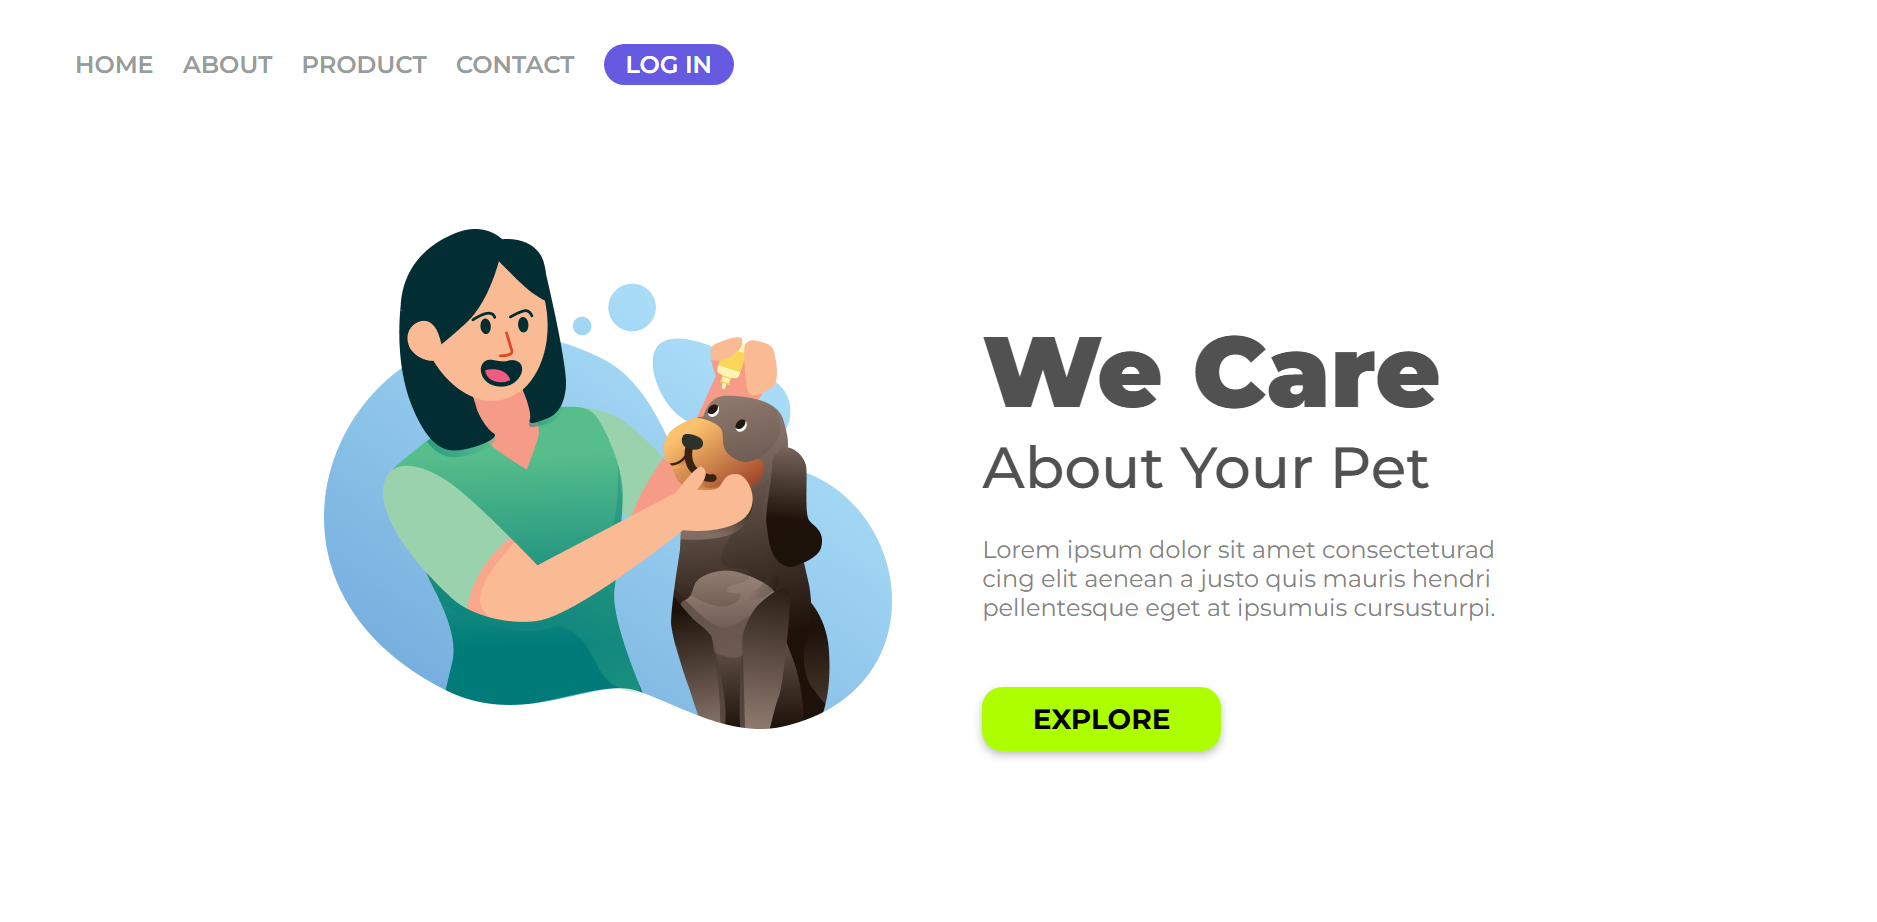 HOME ABOUT PRODUCT CONTACT LOG IN
We Care
About Your Pet
Lorem ipsum dolor sit amet consecteturad
cing elit aenean a justo quis mauris hendri
pellentesque eget at ipsumuis cursusturpi.
EXPLORE